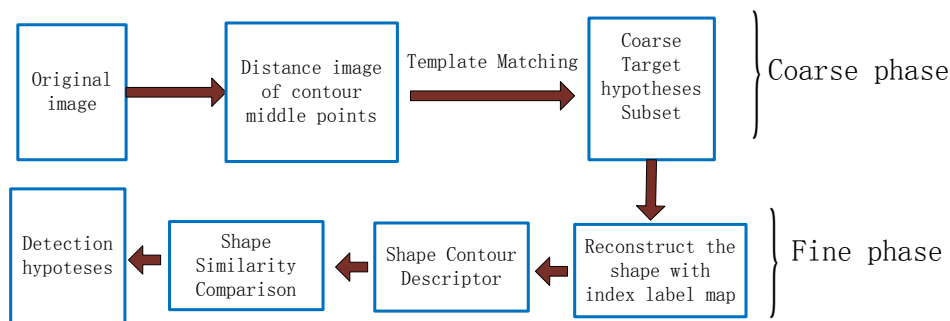 Original
image
Distance image
of contour
middle points
Template Matching
Coarse
Target
hypotheses
Subset
Coarse phase
Detection
hypoteses
Shape
Similarity
Comparison
Shape Contour
Descriptor
Reconstruct the
shape with
index label map
Fine phase